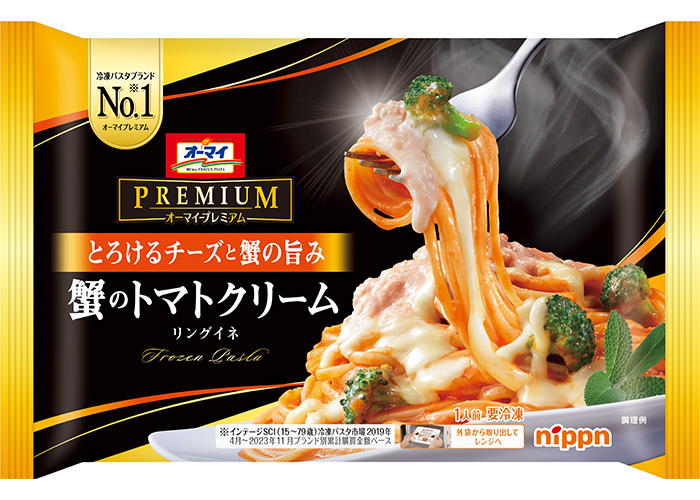 冷凍パスタブランド
※
No.1
オーマイプレミアム
オーマイ
PREMIUM
オーマイプレミアム
とろけるチーズと蟹の旨み
蟹のトマトクリーム
リングイネ
Frozen Pasta
1人前 要冷凍
※インテージSCI(15～79歳)冷凍パスタ市場2019年
4月～2023年11月ブランド別累計購買金額ベース
外袋から取り出して
レンジへ
nippn
調理例